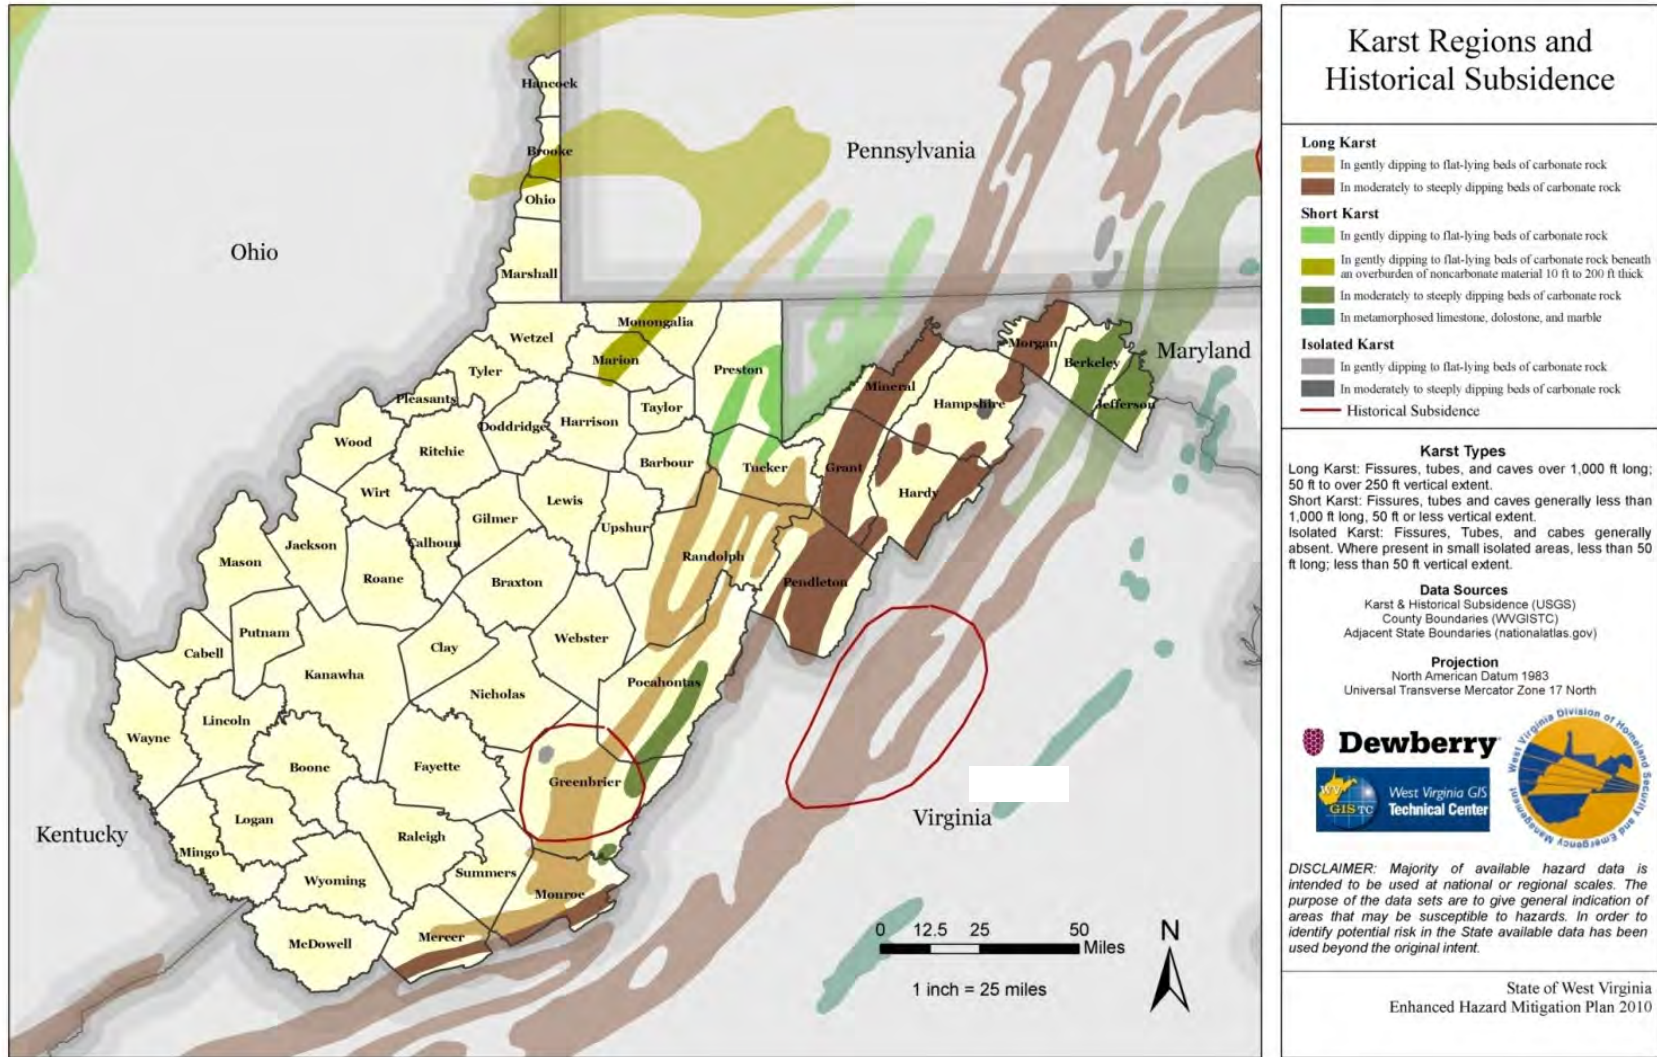 Karst Regions and
Historical Subsidence
Long Karst
In gently dipping to flat-lying beds of carbonate rock
In moderately to steeply dipping beds of carbonate rock
Short Karst
In gently dipping to flat-lying beds of carbonate rock
In gently dipping to flat-lying beds of carbonate rock beneath
an overburden of noncarbonate material 10 ft to 200 ft thick
In moderately to steeply dipping beds of carbonate rock
In metamorphosed limestone, dolostone, and marble
Isolated Karst
In gently dipping to flat-lying beds of carbonate rock
In moderately to steeply dipping beds of carbonate rock
Historical Subsidence
Karst Types
Long Karst: Fissures, tubes, and caves over 1,000 ft long;
50 ft to over 250 ft vertical extent.
Short Karst: Fissures, tubes and caves generally less than
1,000 ft long, 50 ft or less vertical extent.
Isolated Karst: Fissures, Tubes, and cabes generally
absent. Where present in small isolated areas, less than 50
ft long; less than 50 ft vertical extent.
Data Sources
Karst & Historical Subsidence (USGS)
County Boundaries (WVGISTC)
Adjacent State Boundaries (nationalatlas.gov)
Projection
North American Datum 1983
Universal Transverse Mercator Zone 17 North
Dewberry
WV
GIS TC
West Virginia GIS
Technical Center
West Virginia Division of Homeland Security and Emergency Management
DISCLAIMER: Majority of available hazard data is
intended to be used at national or regional scales. The
purpose of the data sets are to give general indication of
areas that may be susceptible to hazards. In order to
identify potential risk in the State available data has been
used beyond the original intent.
State of West Virginia
Enhanced Hazard Mitigation Plan 2010
Hancock
Brooke
Pennsylvania
Ohio
Ohio
Marshall
Monongalia
Wetzel
Marion
Morgan
Maryland
Berkeley
Tyler
Preston
Mineral
Pleasants
Hampshire
Jefferson
Taylor
Doddridge
Harrison
Wood
Ritchie
Barbour
Tucker
Grant
Wirt
Hardy
Lewis
Gilmer
Upshur
Jackson
Calhoun
Randolph
Mason
Roane
Braxton
Pendleton
Putnam
Webster
Clay
Cabell
Kanawha
Pocahontas
Nicholas
Lincoln
Wayne
Boone
Fayette
Greenbrier
Logan
Virginia
Kentucky
Raleigh
Mingo
Summers
Wyoming
Monroe
Mercer
McDowell
0 12.5 25 50
Miles
N
1 inch = 25 miles